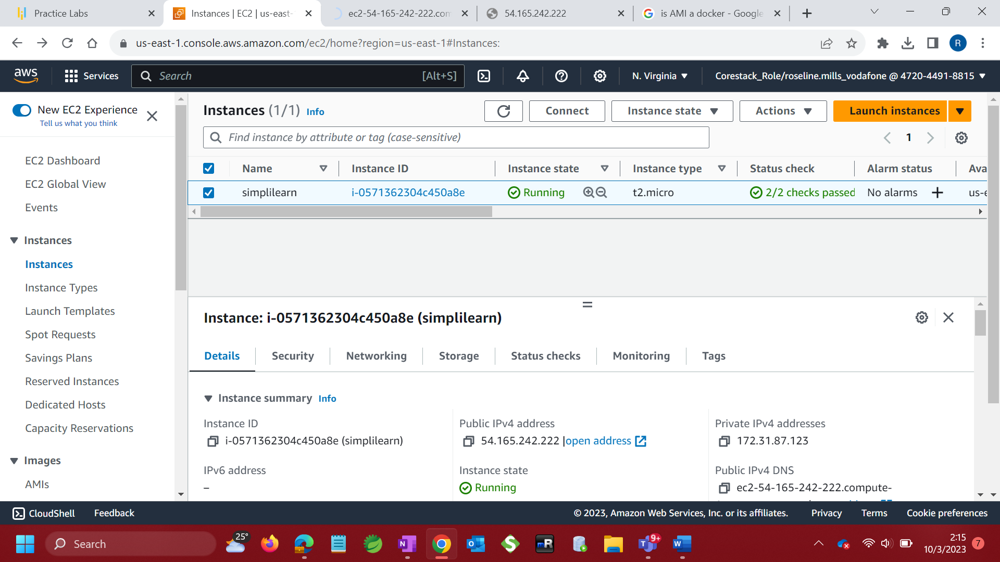 Practice Labs
Instances | EC2 | us-east-
ec2-54-165-242-222.com
54.165.242.222
is AMI a docker - Google
us-east-1.console.aws.amazon.com/ec2/home?region=us-east-1#Instances:
R
aws
Services
Search
[Alt+S]
N. Virginia
Corestack_Role/roseline.mills_vodafone @ 4720-4491-8815
New EC2 Experience
Tell us what you think
EC2 Dashboard
EC2 Global View
Events
Instances
Instances
Instance Types
Launch Templates
Spot Requests
Savings Plans
Reserved Instances
Dedicated Hosts
Capacity Reservations
Images
AMIs
Instances (1/1) Info
Connect
Instance state
Actions
Launch instances
Find instance by attribute or tag (case-sensitive)
1
Name
Instance ID
Instance state
Instance type
Status check
Alarm status
Ava
simplilearn
i-0571362304c450a8e
Running
t2.micro
2/2 checks passed
No alarms
us-e
Instance: i-0571362304c450a8e (simplilearn)
Details
Security
Networking
Storage
Status checks
Monitoring
Tags
Instance summary Info
Instance ID
i-0571362304c450a8e (simplilearn)
Public IPv4 address
54.165.242.222 |open address
Private IPv4 addresses
172.31.87.123
IPv6 address
–
Instance state
Running
Public IPv4 DNS
ec2-54-165-242-222.compute-
CloudShell
Feedback
© 2023, Amazon Web Services, Inc. or its affiliates.
Privacy
Terms
Cookie preferences
Search
25°
N
O
S
mR
T
9+
W
2:15
10/3/2023
7